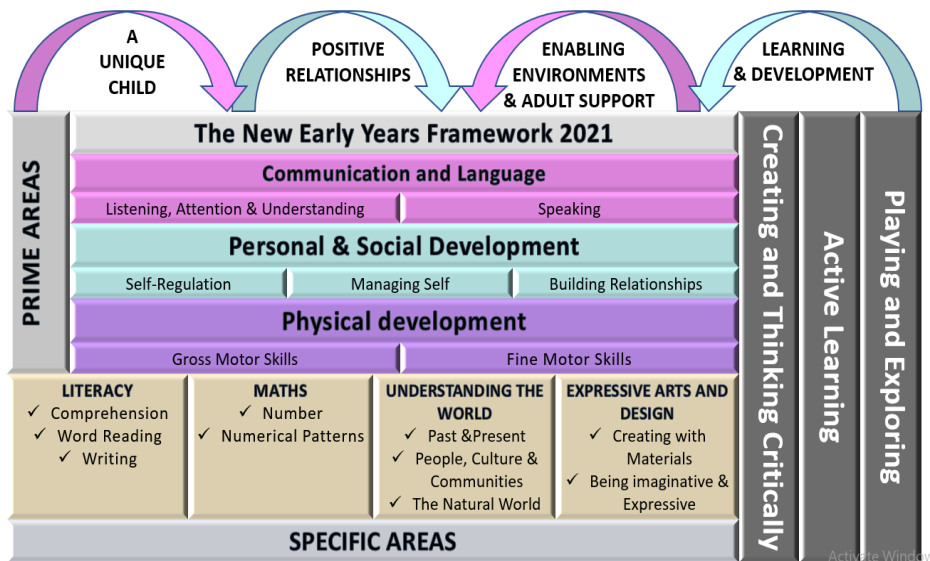 A
UNIQUE
CHILD
POSITIVE
RELATIONSHIPS
ENABLING
ENVIRONMENTS
& ADULT SUPPORT
LEARNING
& DEVELOPMENT
PRIME AREAS
The New Early Years Framework 2021
Communication and Language
Listening, Attention & Understanding
Speaking
Personal & Social Development
Self-Regulation
Managing Self
Building Relationships
Physical development
Gross Motor Skills
Fine Motor Skills
LITERACY
✓ Comprehension
✓ Word Reading
✓ Writing
MATHS
✓ Number
✓ Numerical Patterns
UNDERSTANDING THE
WORLD
✓ Past &Present
✓ People, Culture &
Communities
✓ The Natural World
EXPRESSIVE ARTS AND
DESIGN
✓ Creating with
Materials
✓ Being imaginative &
Expressive
SPECIFIC AREAS
Creating and Thinking Critically
Active Learning
Playing and Exploring
Activate Window